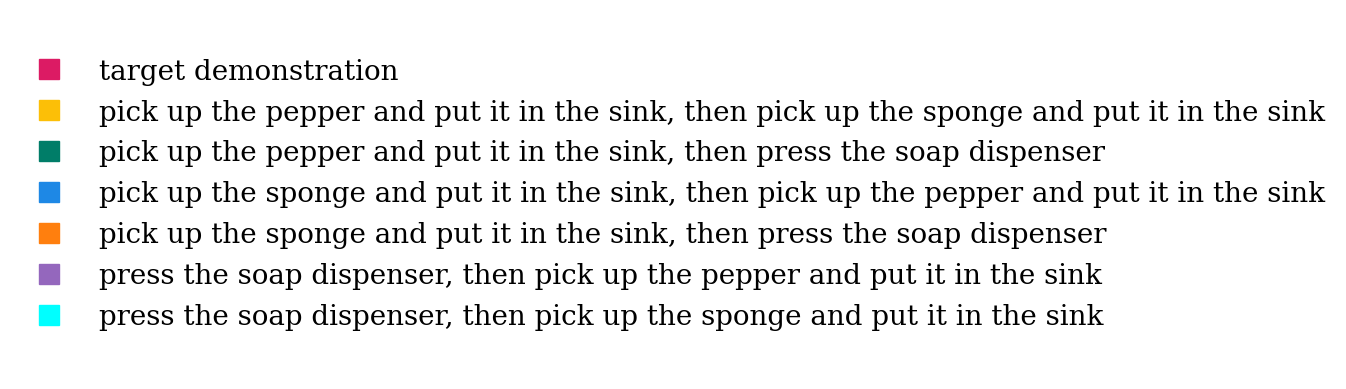 target demonstration
pick up the pepper and put it in the sink, then pick up the sponge and put it in the sink
pick up the pepper and put it in the sink, then press the soap dispenser
pick up the sponge and put it in the sink, then pick up the pepper and put it in the sink
pick up the sponge and put it in the sink, then press the soap dispenser
press the soap dispenser, then pick up the pepper and put it in the sink
press the soap dispenser, then pick up the sponge and put it in the sink